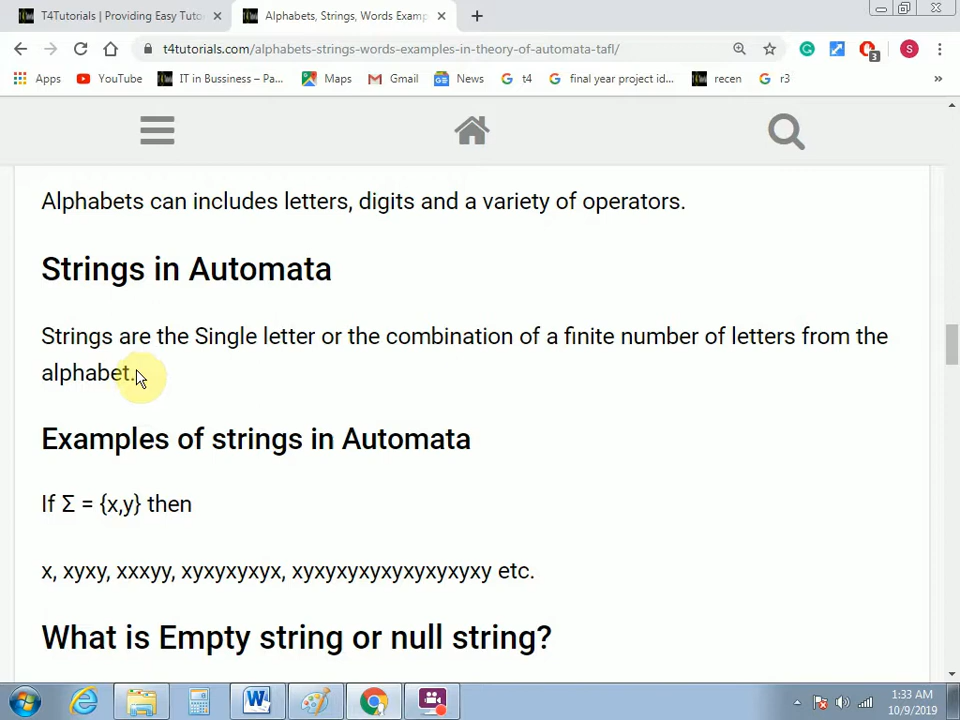 T4Tutorials | Providing Easy Tuto
Alphabets, Strings, Words Examp
t4tutorials.com/alphabets-strings-words-examples-in-theory-of-automata-tafl/
3
S
Apps
YouTube
IT in Bussiness – Pa...
Maps
Gmail
News
t4
final year project id...
recen
r3
»
Alphabets can includes letters, digits and a variety of operators.
Strings in Automata
Strings are the Single letter or the combination of a finite number of letters from the
alphabet.
Examples of strings in Automata
If Σ = {x,y} then
x, xyxy, xxxyy, xyxyxyxyx, xyxyxyxyxyxyxyxyxy etc.
What is Empty string or null string?
1:33 AM
10/9/2019